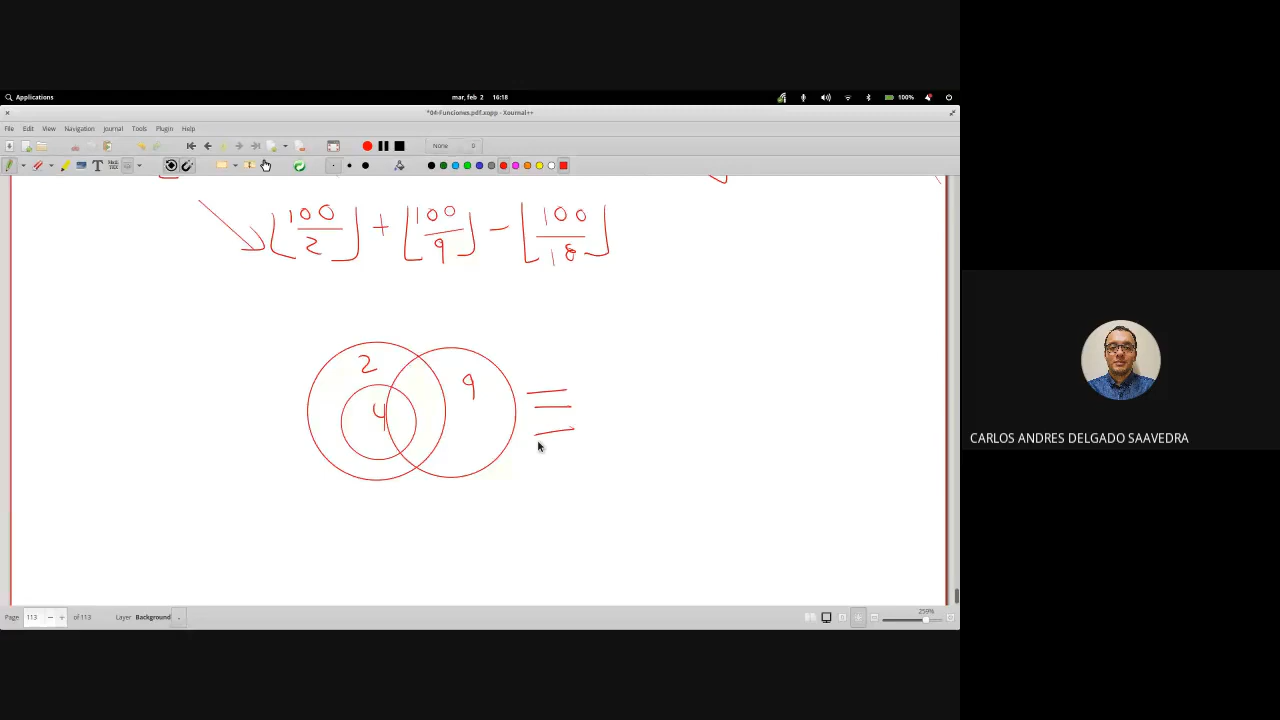 Applications
mar, feb 2 16:18
100%
*04-Funciones.pdf.xopp - Xournal++
File Edit View Navigation Journal Tools Plugin Help
None 0
⌊100/2⌋ + ⌊100/9⌋ - ⌊100/18⌋
2
9
4
CARLOS ANDRES DELGADO SAAVEDRA
Page 113 of 113 Layer Background
259%